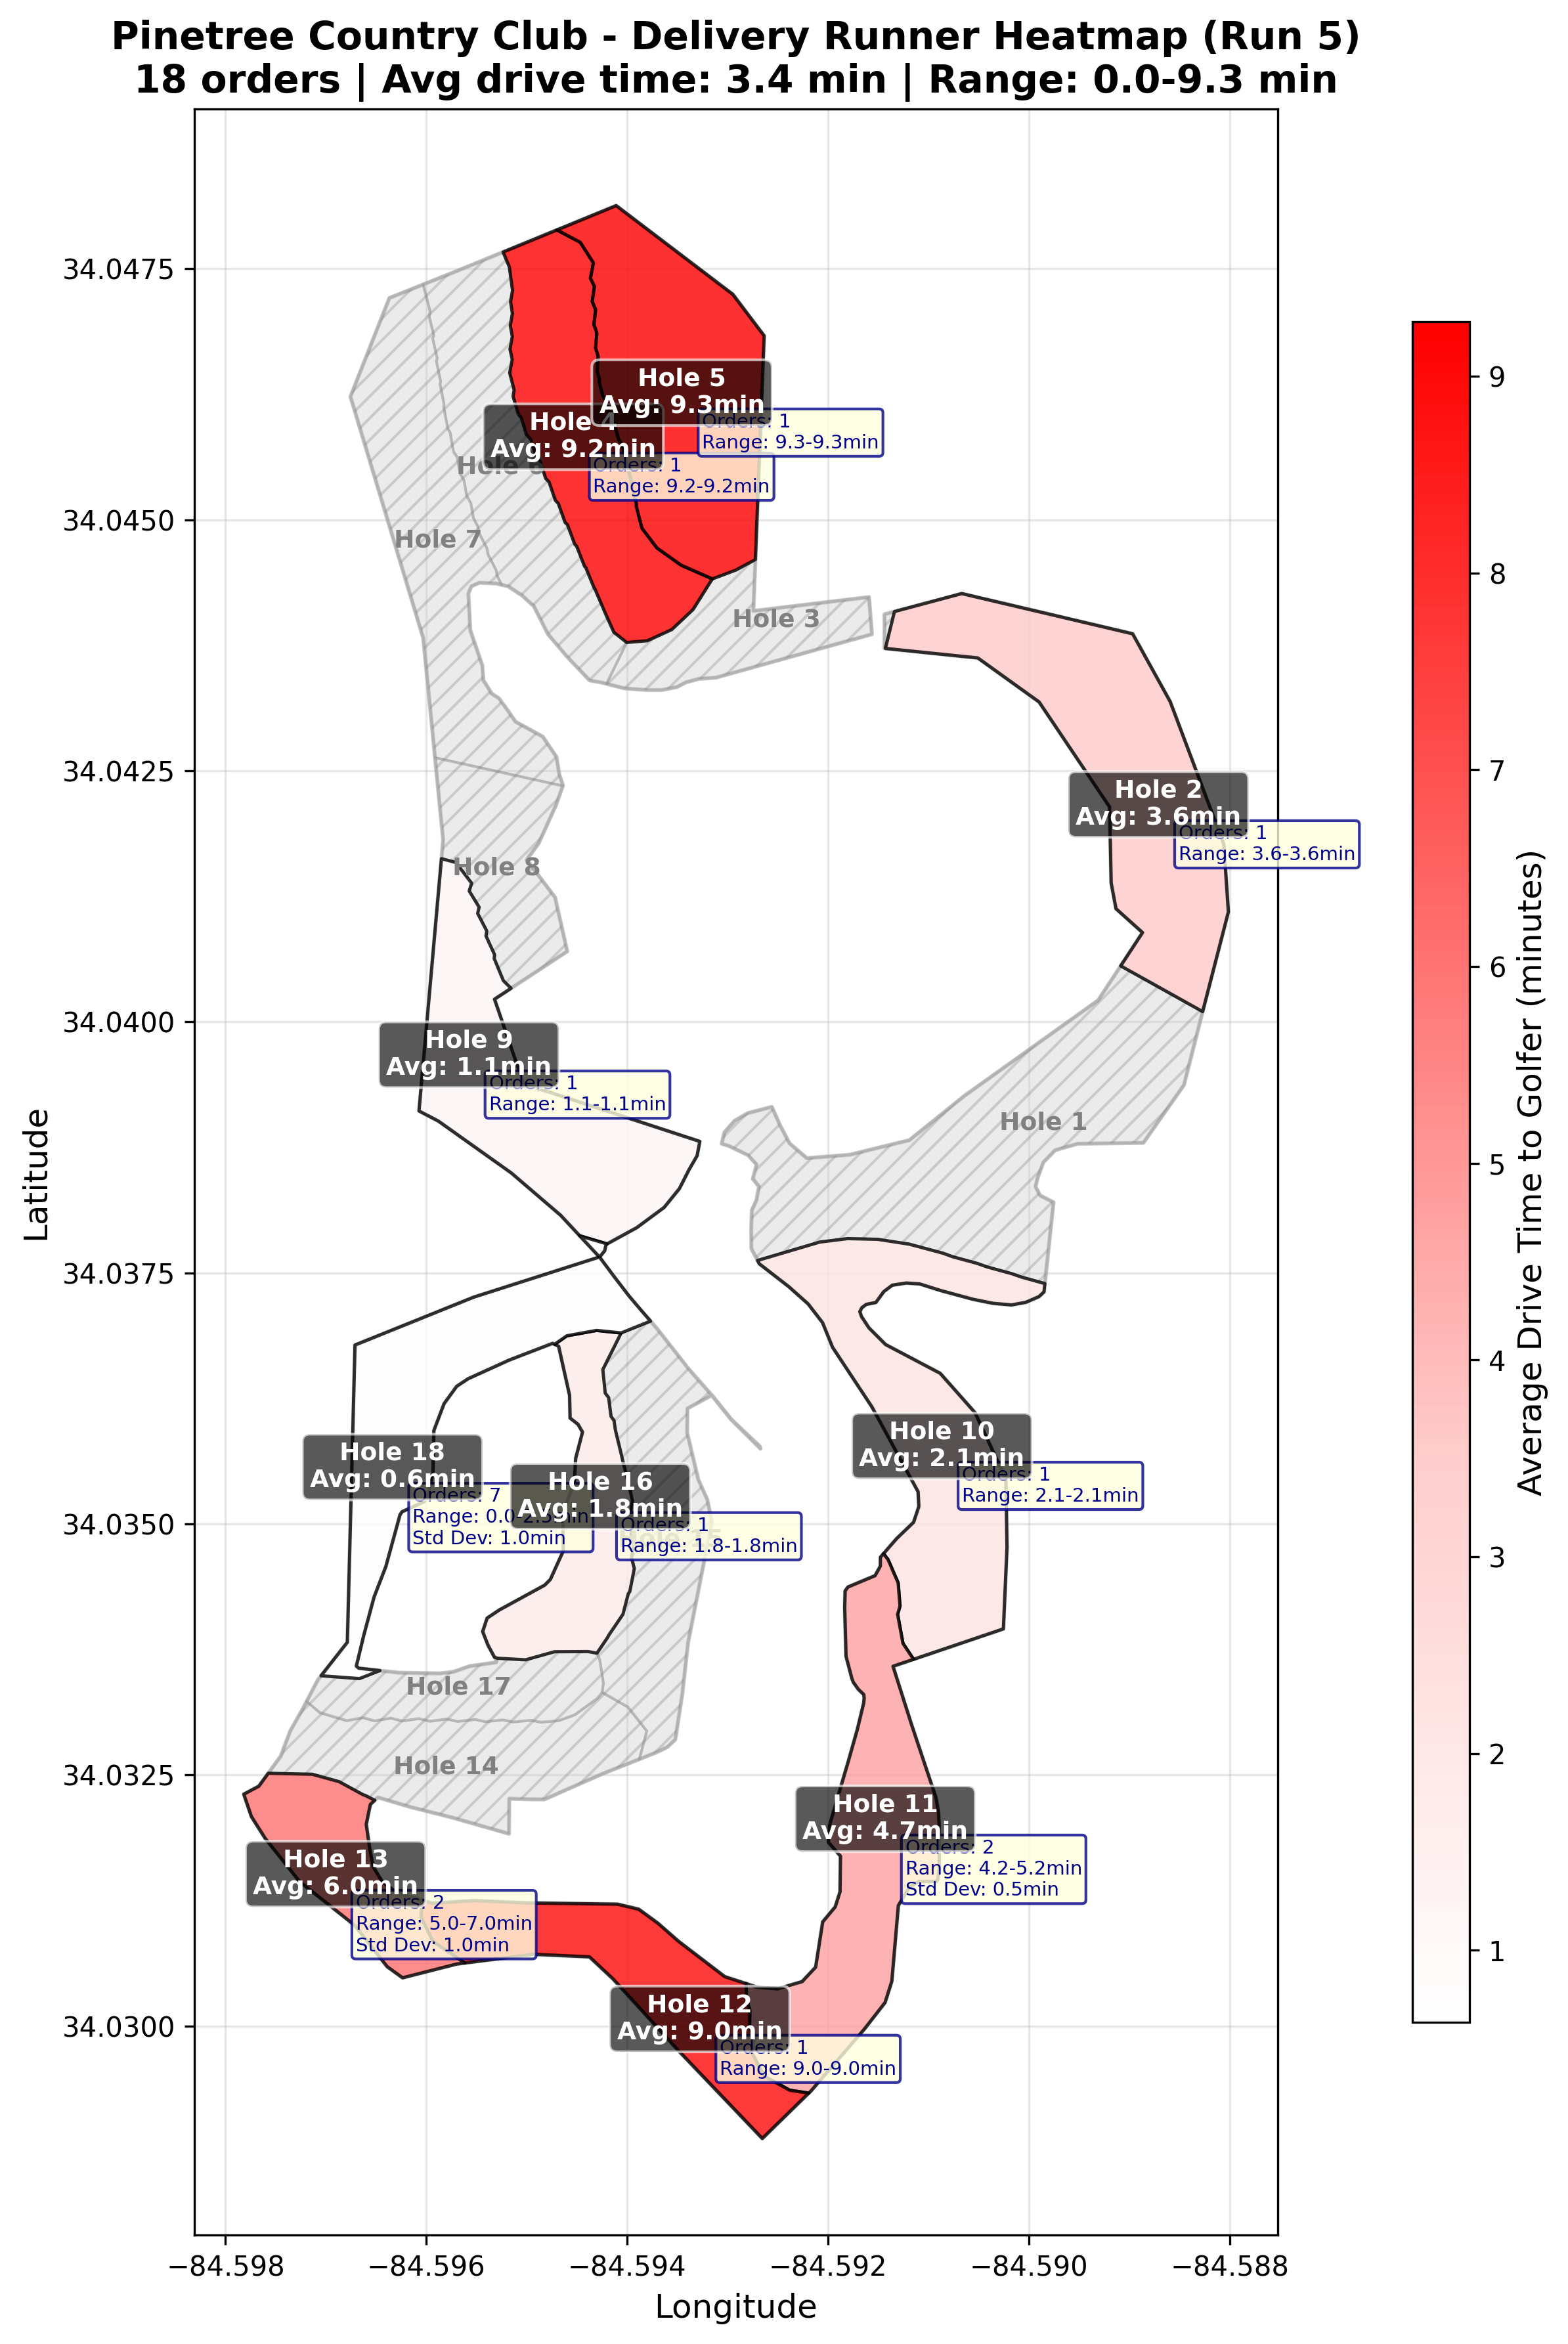 Pinetree Country Club - Delivery Runner Heatmap (Run 5)
18 orders | Avg drive time: 3.4 min | Range: 0.0-9.3 min
Latitude
34.0475
34.0450
34.0425
34.0400
34.0375
34.0350
34.0325
34.0300
Hole 5
Avg: 9.3min
Orders: 1
Range: 9.3-9.3min
Hole 4
Avg: 9.2min
Orders: 1
Range: 9.2-9.2min
Hole 6
Hole 7
Hole 3
Hole 2
Avg: 3.6min
Orders: 1
Range: 3.6-3.6min
Hole 8
Hole 9
Avg: 1.1min
Orders: 1
Range: 1.1-1.1min
Hole 1
Hole 10
Avg: 2.1min
Orders: 1
Range: 2.1-2.1min
Hole 18
Avg: 0.6min
Orders: 7
Range: 0.0-2.
Std Dev: 1.0min
Hole 16
Avg: 1.8min
Orders: 1
Range: 1.8-1.8min
Hole 17
Hole 14
Hole 11
Avg: 4.7min
Orders: 2
Range: 4.2-5.2min
Std Dev: 0.5min
Hole 13
Avg: 6.0min
Orders: 2
Range: 5.0-7.0min
Std Dev: 1.0min
Hole 12
Avg: 9.0min
Orders: 1
Range: 9.0-9.0min
−84.598
−84.596
−84.594
−84.592
−84.590
−84.588
Longitude
9
8
7
6
5
4
3
2
1
Average Drive Time to Golfer (minutes)